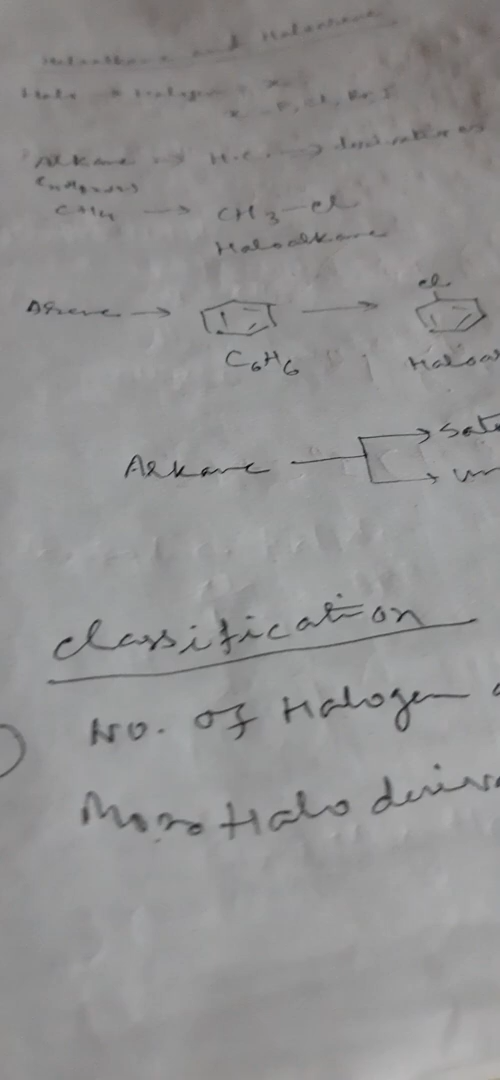 Haloalkane and Haloarene
Halo → Halogen X
X - F, Cl, Br, I
Alkane → H.C. → derivatives
CH4 → CH3-Cl
Haloalkane
Arene → →
Cl
C6H6
Alkane
classification
No. of Halogen
Mono Halo